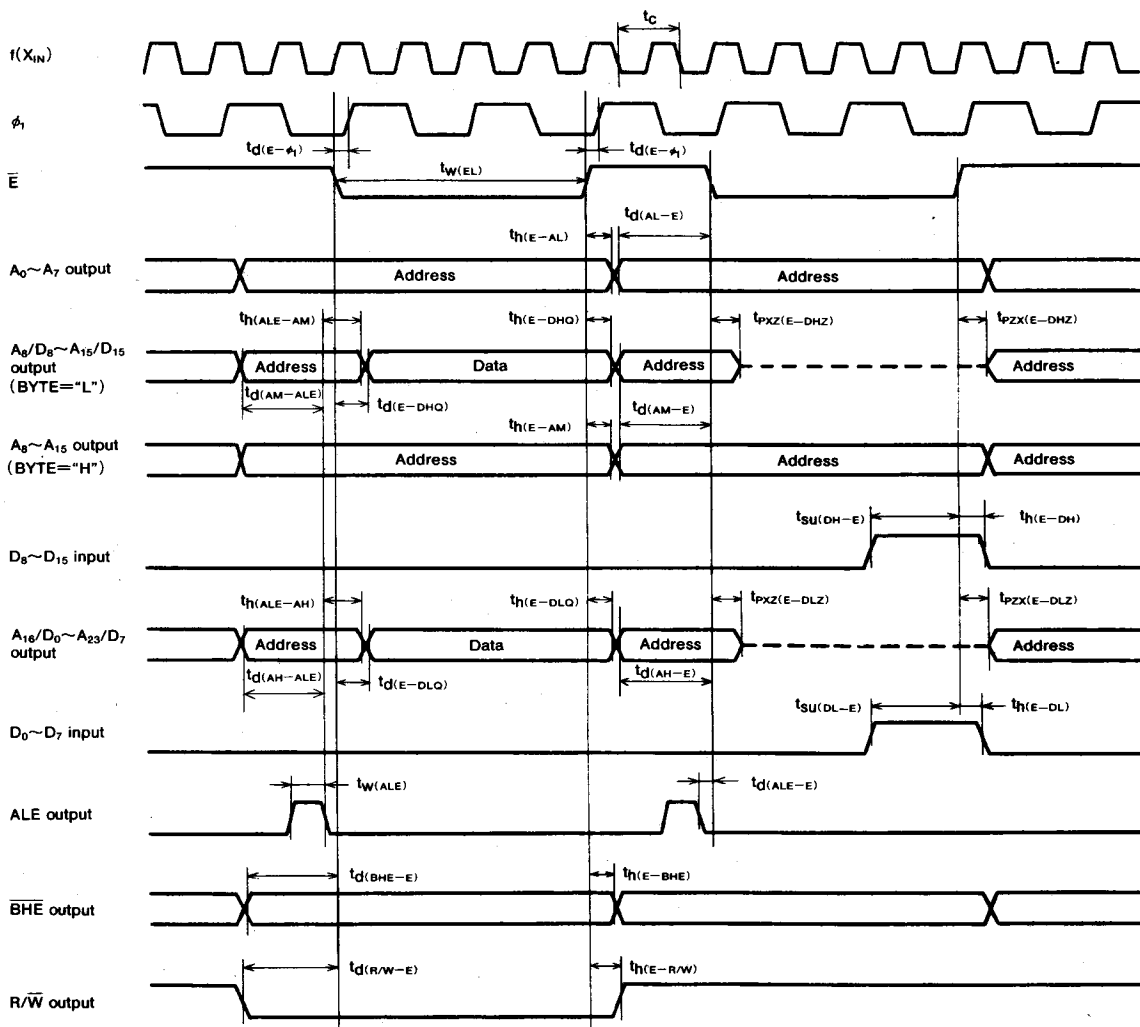 tc
f(XIN)
ϕ1
td(E−ϕ1)
td(E−ϕ1)
tW(EL)
E̅
td(AL−E)
th(E−AL)
A0~A7 output
Address
Address
th(ALE−AM)
th(E−DHQ)
tPXZ(E−DHZ)
tPZX(E−DHZ)
A8/D8~A15/D15
output
(BYTE="L")
Address
Data
Address
Address
td(AM−ALE)
td(E−DHQ)
td(AM−E)
th(E−AM)
A8~A15 output
(BYTE="H")
Address
Address
Address
tsu(DH−E)
th(E−DH)
D8~D15 input
th(ALE−AH)
th(E−DLQ)
tPXZ(E−DLZ)
tPZX(E−DLZ)
A16/D0~A23/D7
output
Address
Data
Address
Address
td(AH−ALE)
td(E−DLQ)
td(AH−E)
tsu(DL−E)
th(E−DL)
D0~D7 input
tW(ALE)
td(ALE−E)
ALE output
td(BHE−E)
th(E−BHE)
B̅H̅E̅ output
td(R/W−E)
th(E−R/W)
R/W̅ output